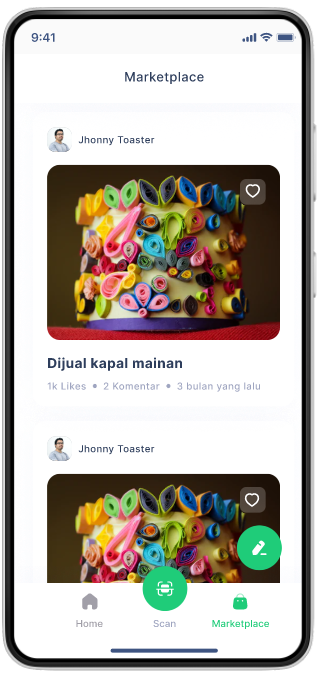 9:41
Marketplace
Jhonny Toaster
Dijual kapal mainan
1k Likes • 2 Komentar • 3 bulan yang lalu
Jhonny Toaster
Home
Scan
Marketplace